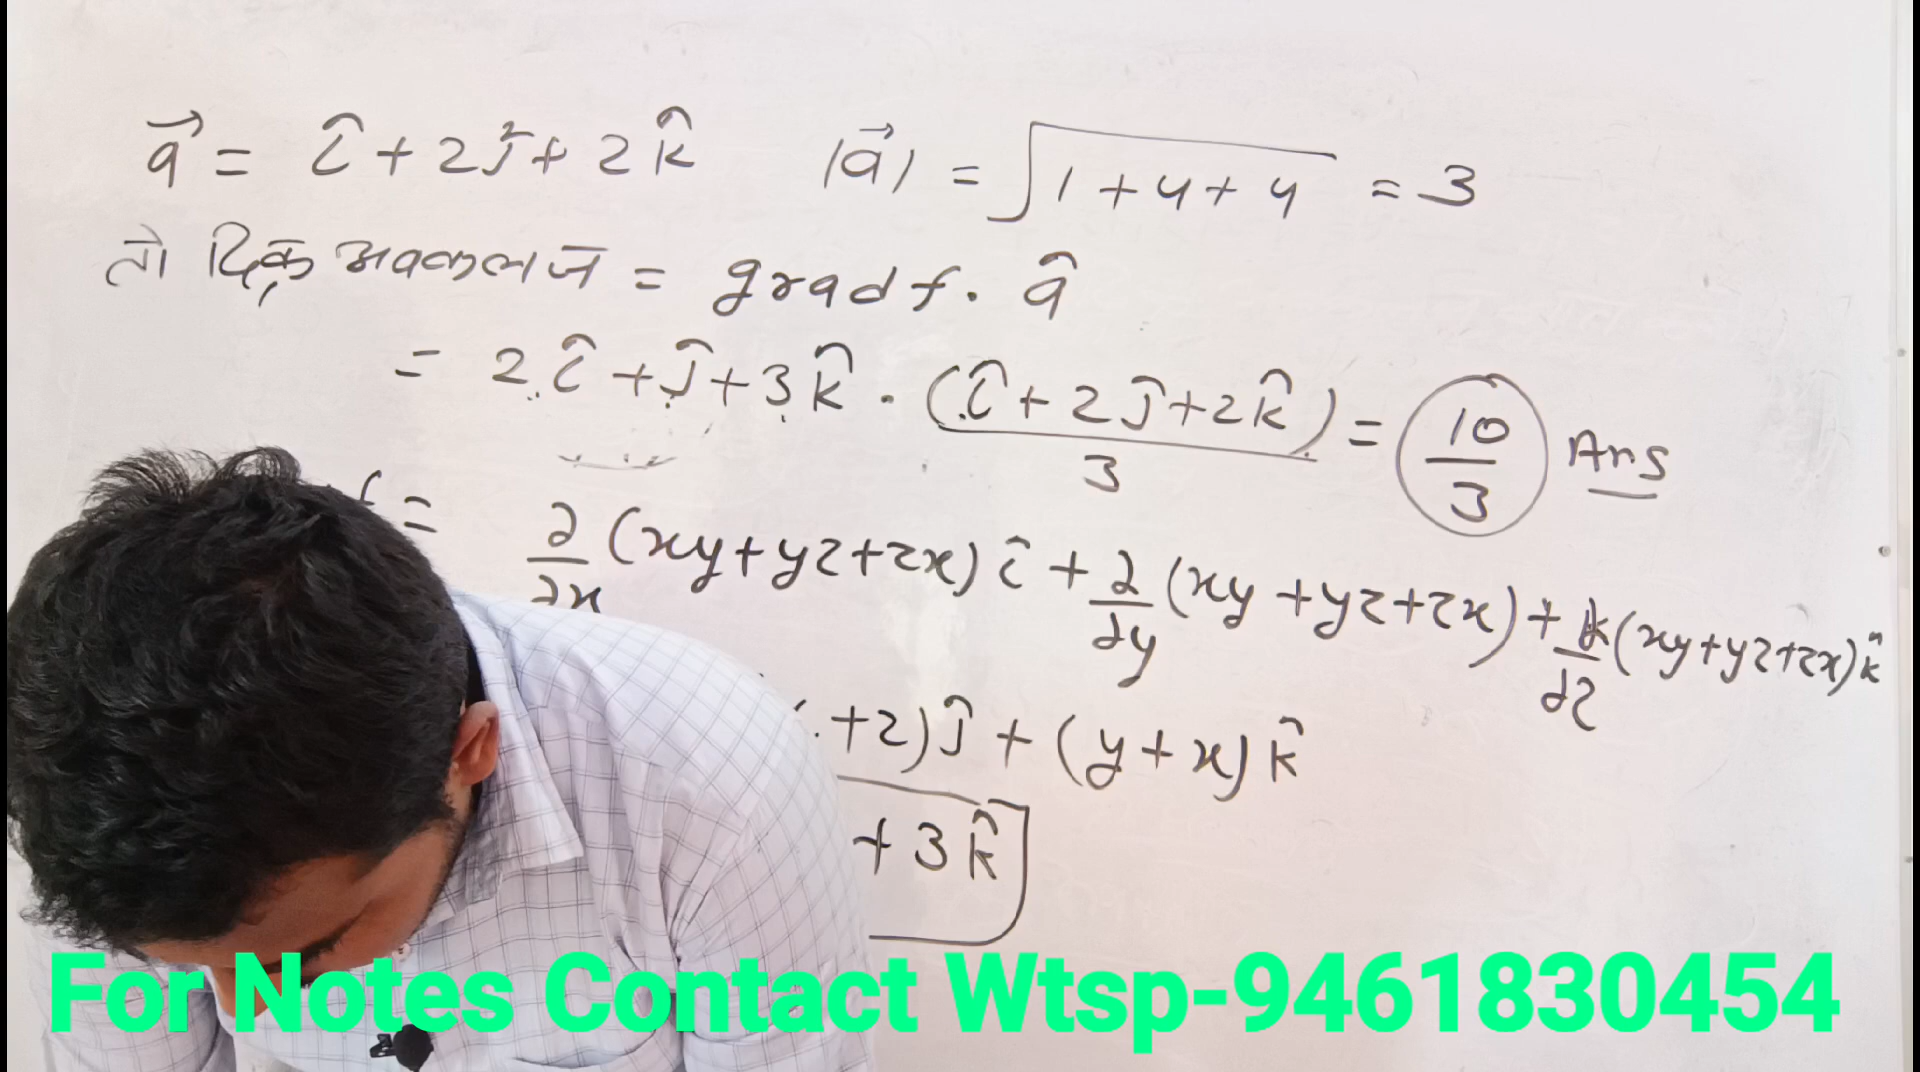 a⃗ = î + 2ĵ + 2k̂ |a⃗| = √1+4+4 = 3
तो दिक् अवकलज = grad f . â
= 2î + ĵ + 3k̂ . (î + 2ĵ + 2k̂)/3 = 10/3 Ans
f = ∂/∂x (xy+yz+zx) î + ∂/∂y (xy+yz+zx) + k/∂z (xy+yz+zx) k̂
+z) ĵ + (y+x) k̂
+ 3k̂
For Notes Contact Wtsp-9461830454